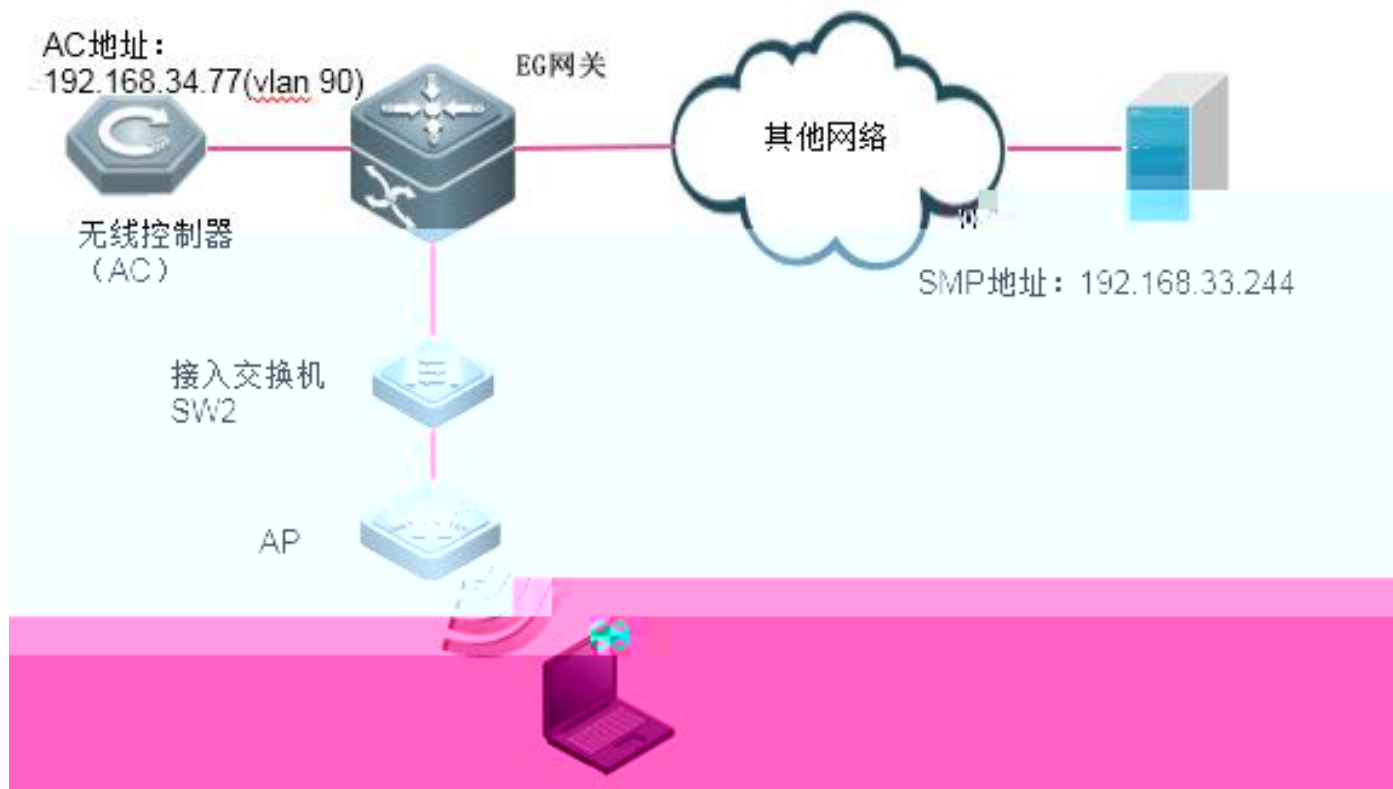 AC地址：
192.168.34.77(vlan 90)
EG网关
其他网络
无线控制器
（AC）
SMP地址：192.168.33.244
接入交换机
SW2
AP